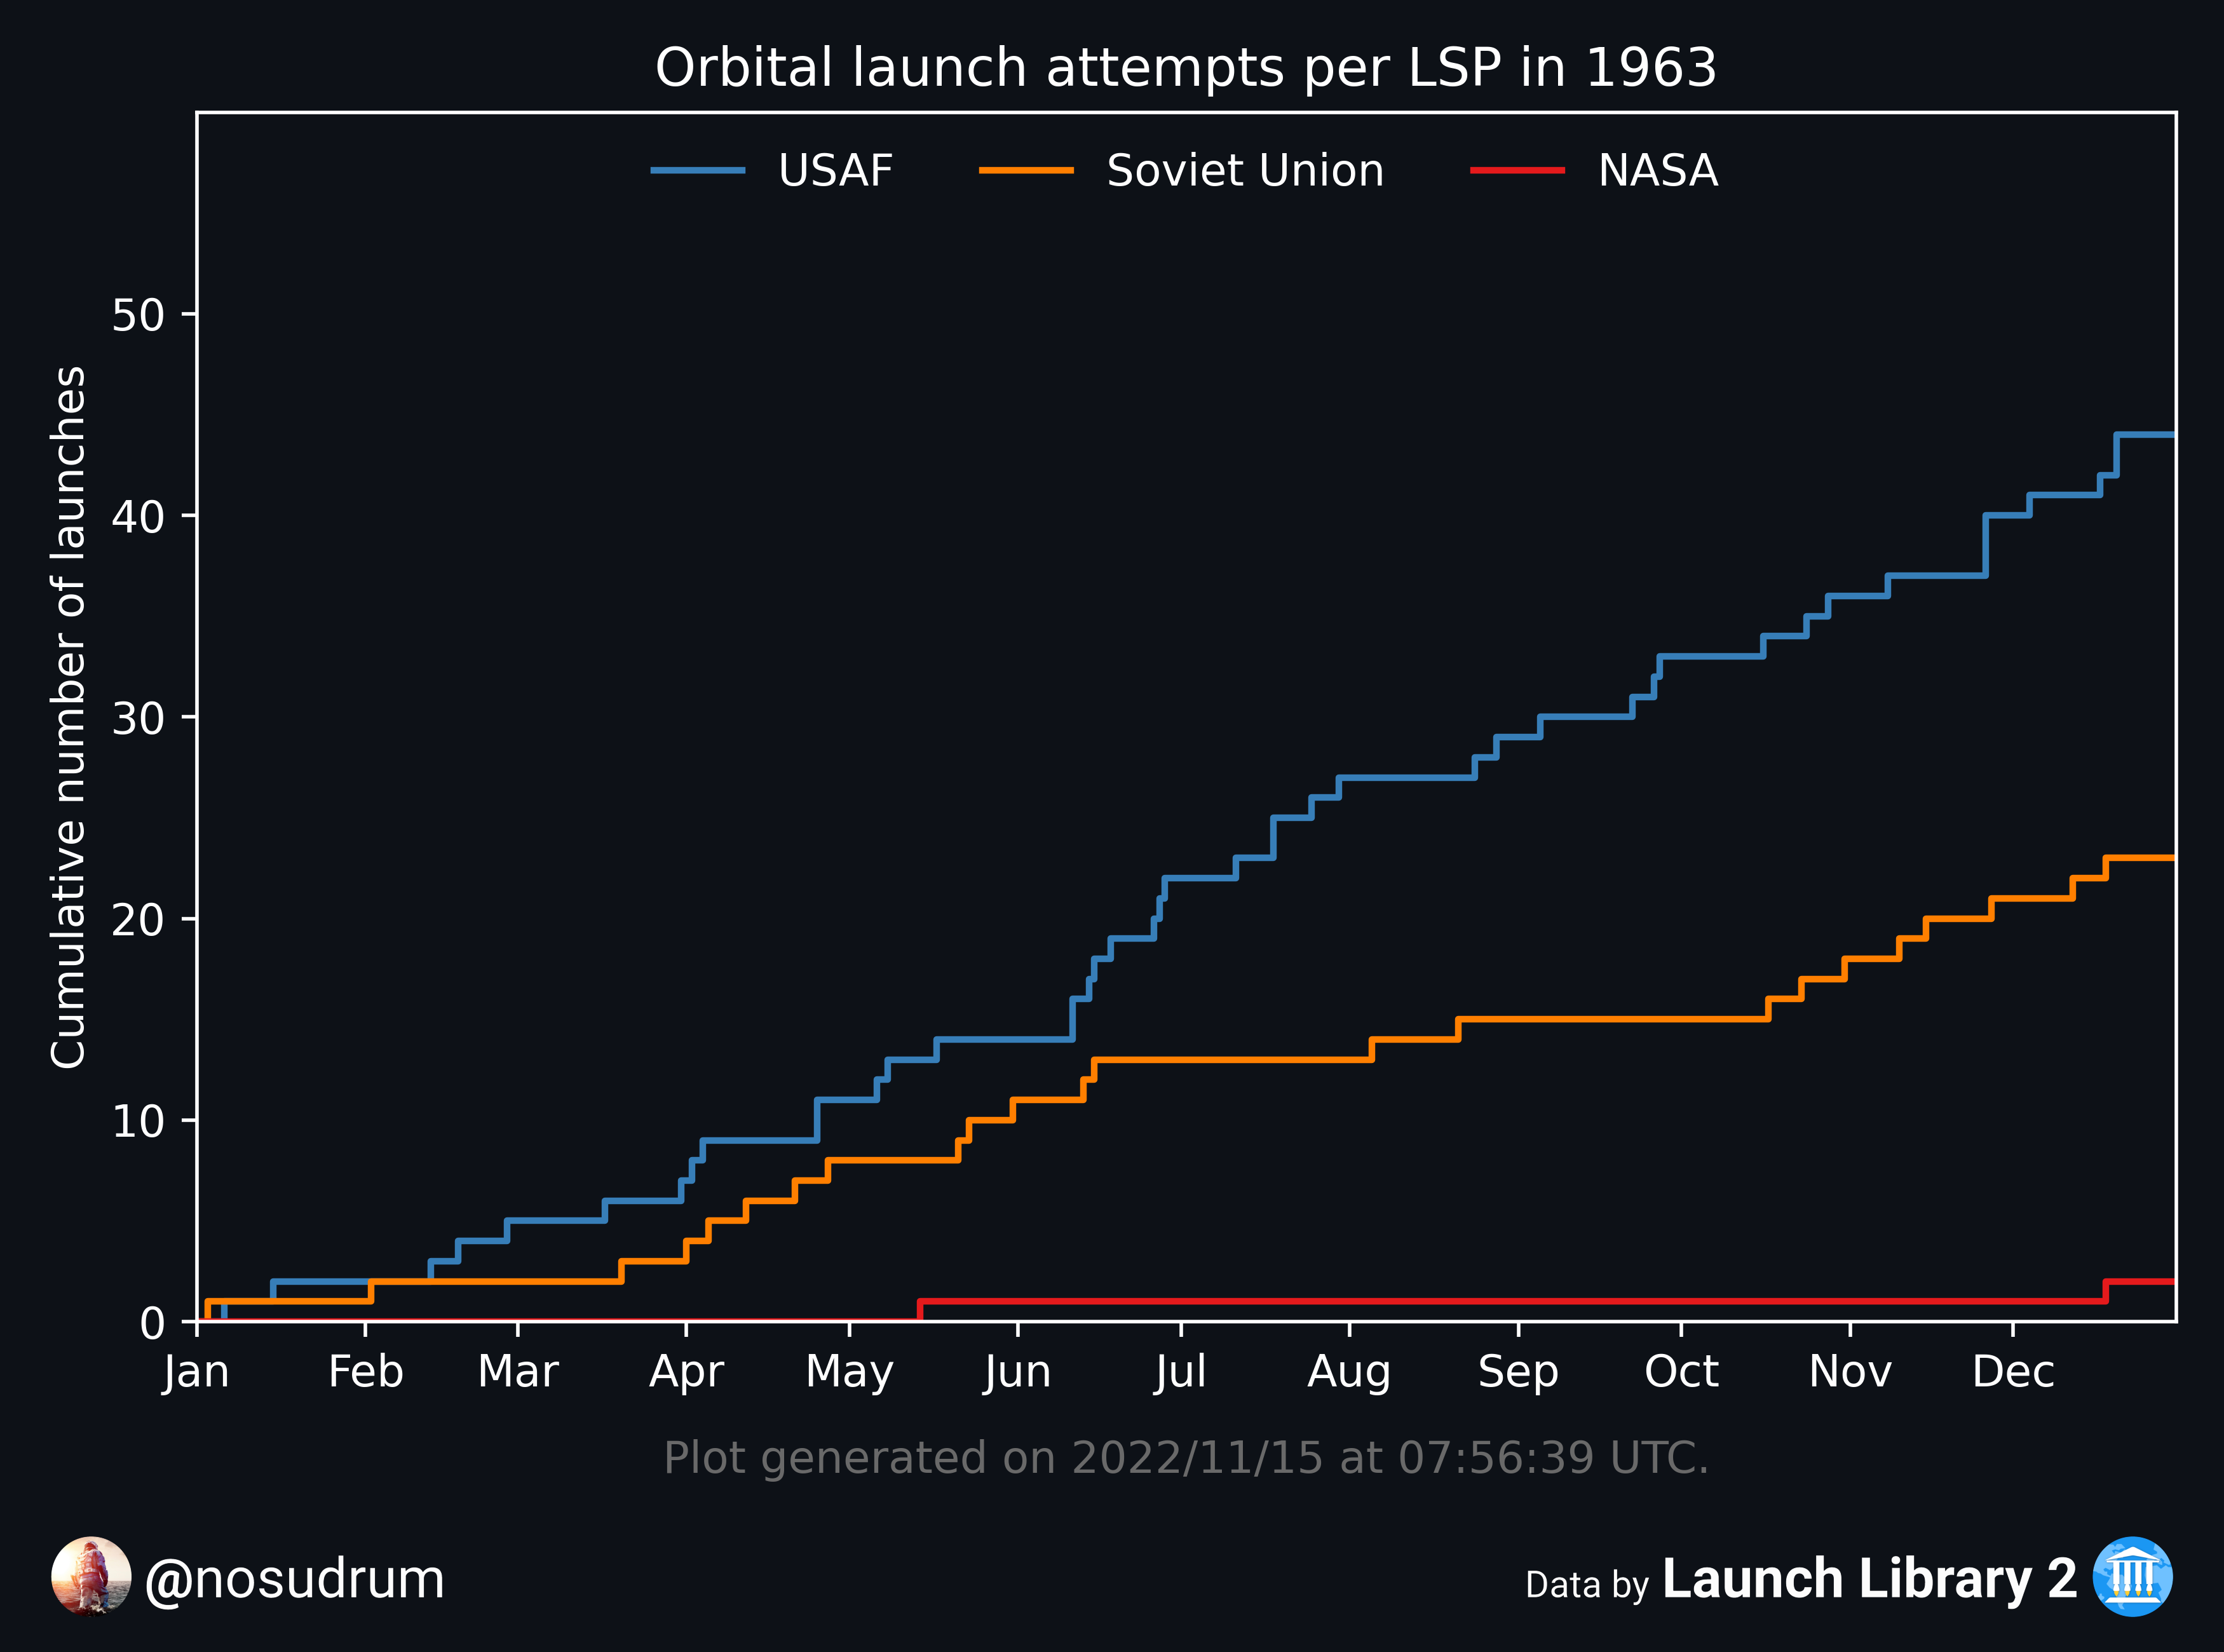 Orbital launch attempts per LSP in 1963
USAF Soviet Union NASA
Cumulative number of launches
50
40
30
20
10
0
Jan Feb Mar Apr May Jun Jul Aug Sep Oct Nov Dec
Plot generated on 2022/11/15 at 07:56:39 UTC.
@nosudrum
Data by Launch Library 2